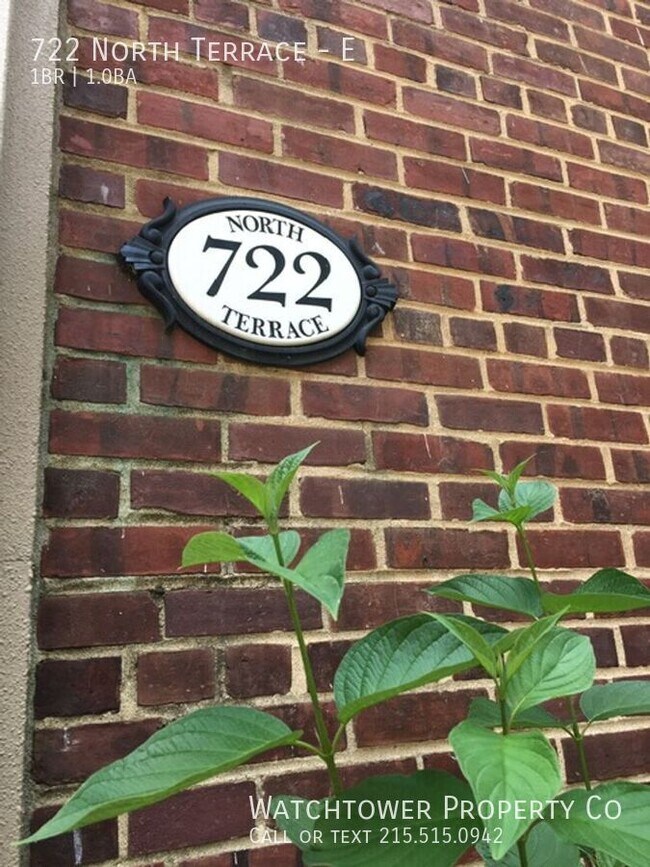 722 North Terrace - E
1BR | 1.0BA
NORTH
722
TERRACE
Watchtower Property Co
Call or text 215.515.0942